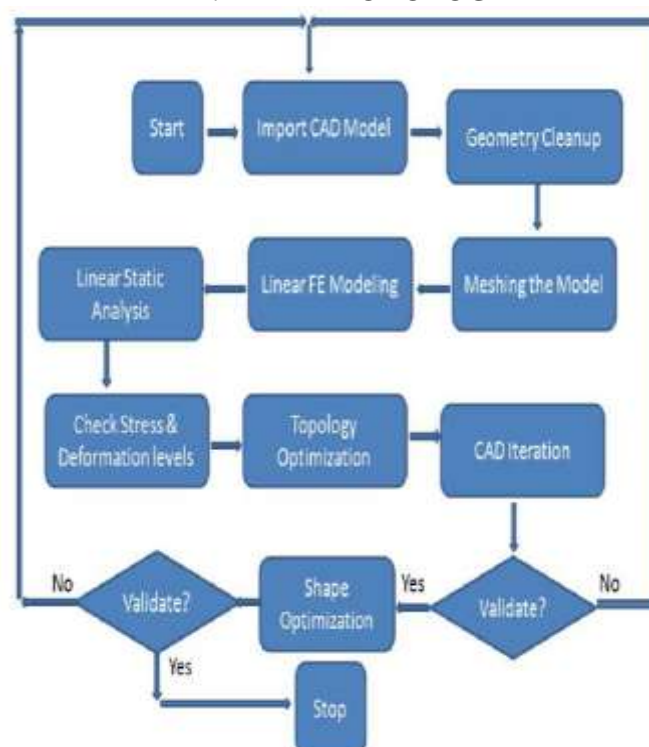 Start
Import CAD Model
Geometry Cleanup
Meshing the Model
Linear FE Modeling
Linear Static
Analysis
Check Stress &
Deformation levels
Topology
Optimization
CAD Iteration
Validate?
No
Yes
Shape
Optimization
Validate?
No
Yes
Stop